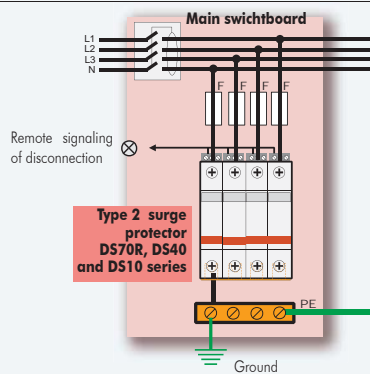 Main swichtboard
L1
L2
L3
N
F F F F
Remote signaling
of disconnection
Type 2 surge
protector
DS70R, DS40
and DS10 series
PE
Ground